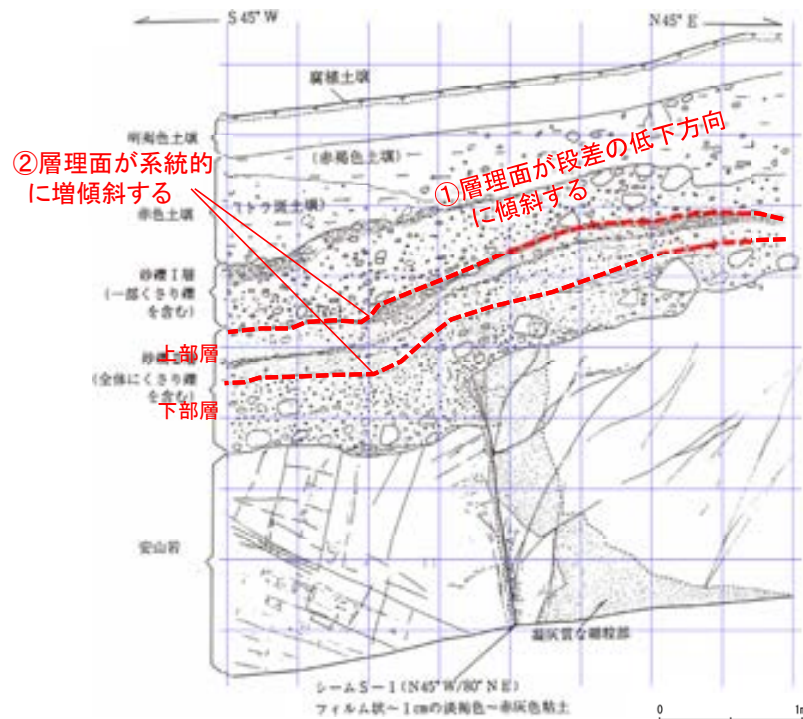 S 45° W
N 45° E
腐植土壌
明褐色土壌
(赤褐色土壌)
①層理面が段差の低下方向
に傾斜する
②層理面が系統的
に増傾斜する
(トラ斑土壌)
赤色土壌
砂礫Ⅰ層
(一部くさり礫
を含む)
上部層
(全体にくさり礫
を含む)
下部層
安山岩
凝灰質な細粒部
シームS-1(N45°W/80°NE)
フィルム状~1cmの淡褐色~赤灰色粘土
0
1m